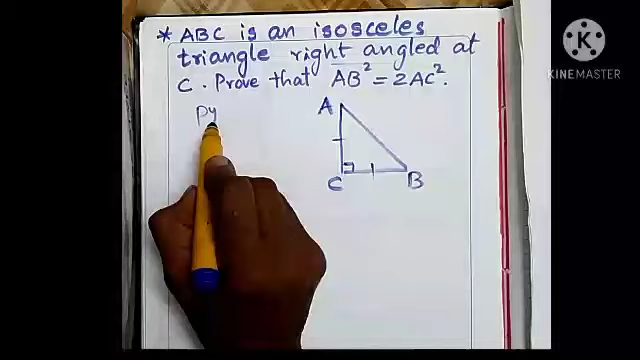 * ABC is an isosceles
triangle right angled at
C. Prove that AB² = 2AC².
Py
A
C
B
K
KINEMASTER